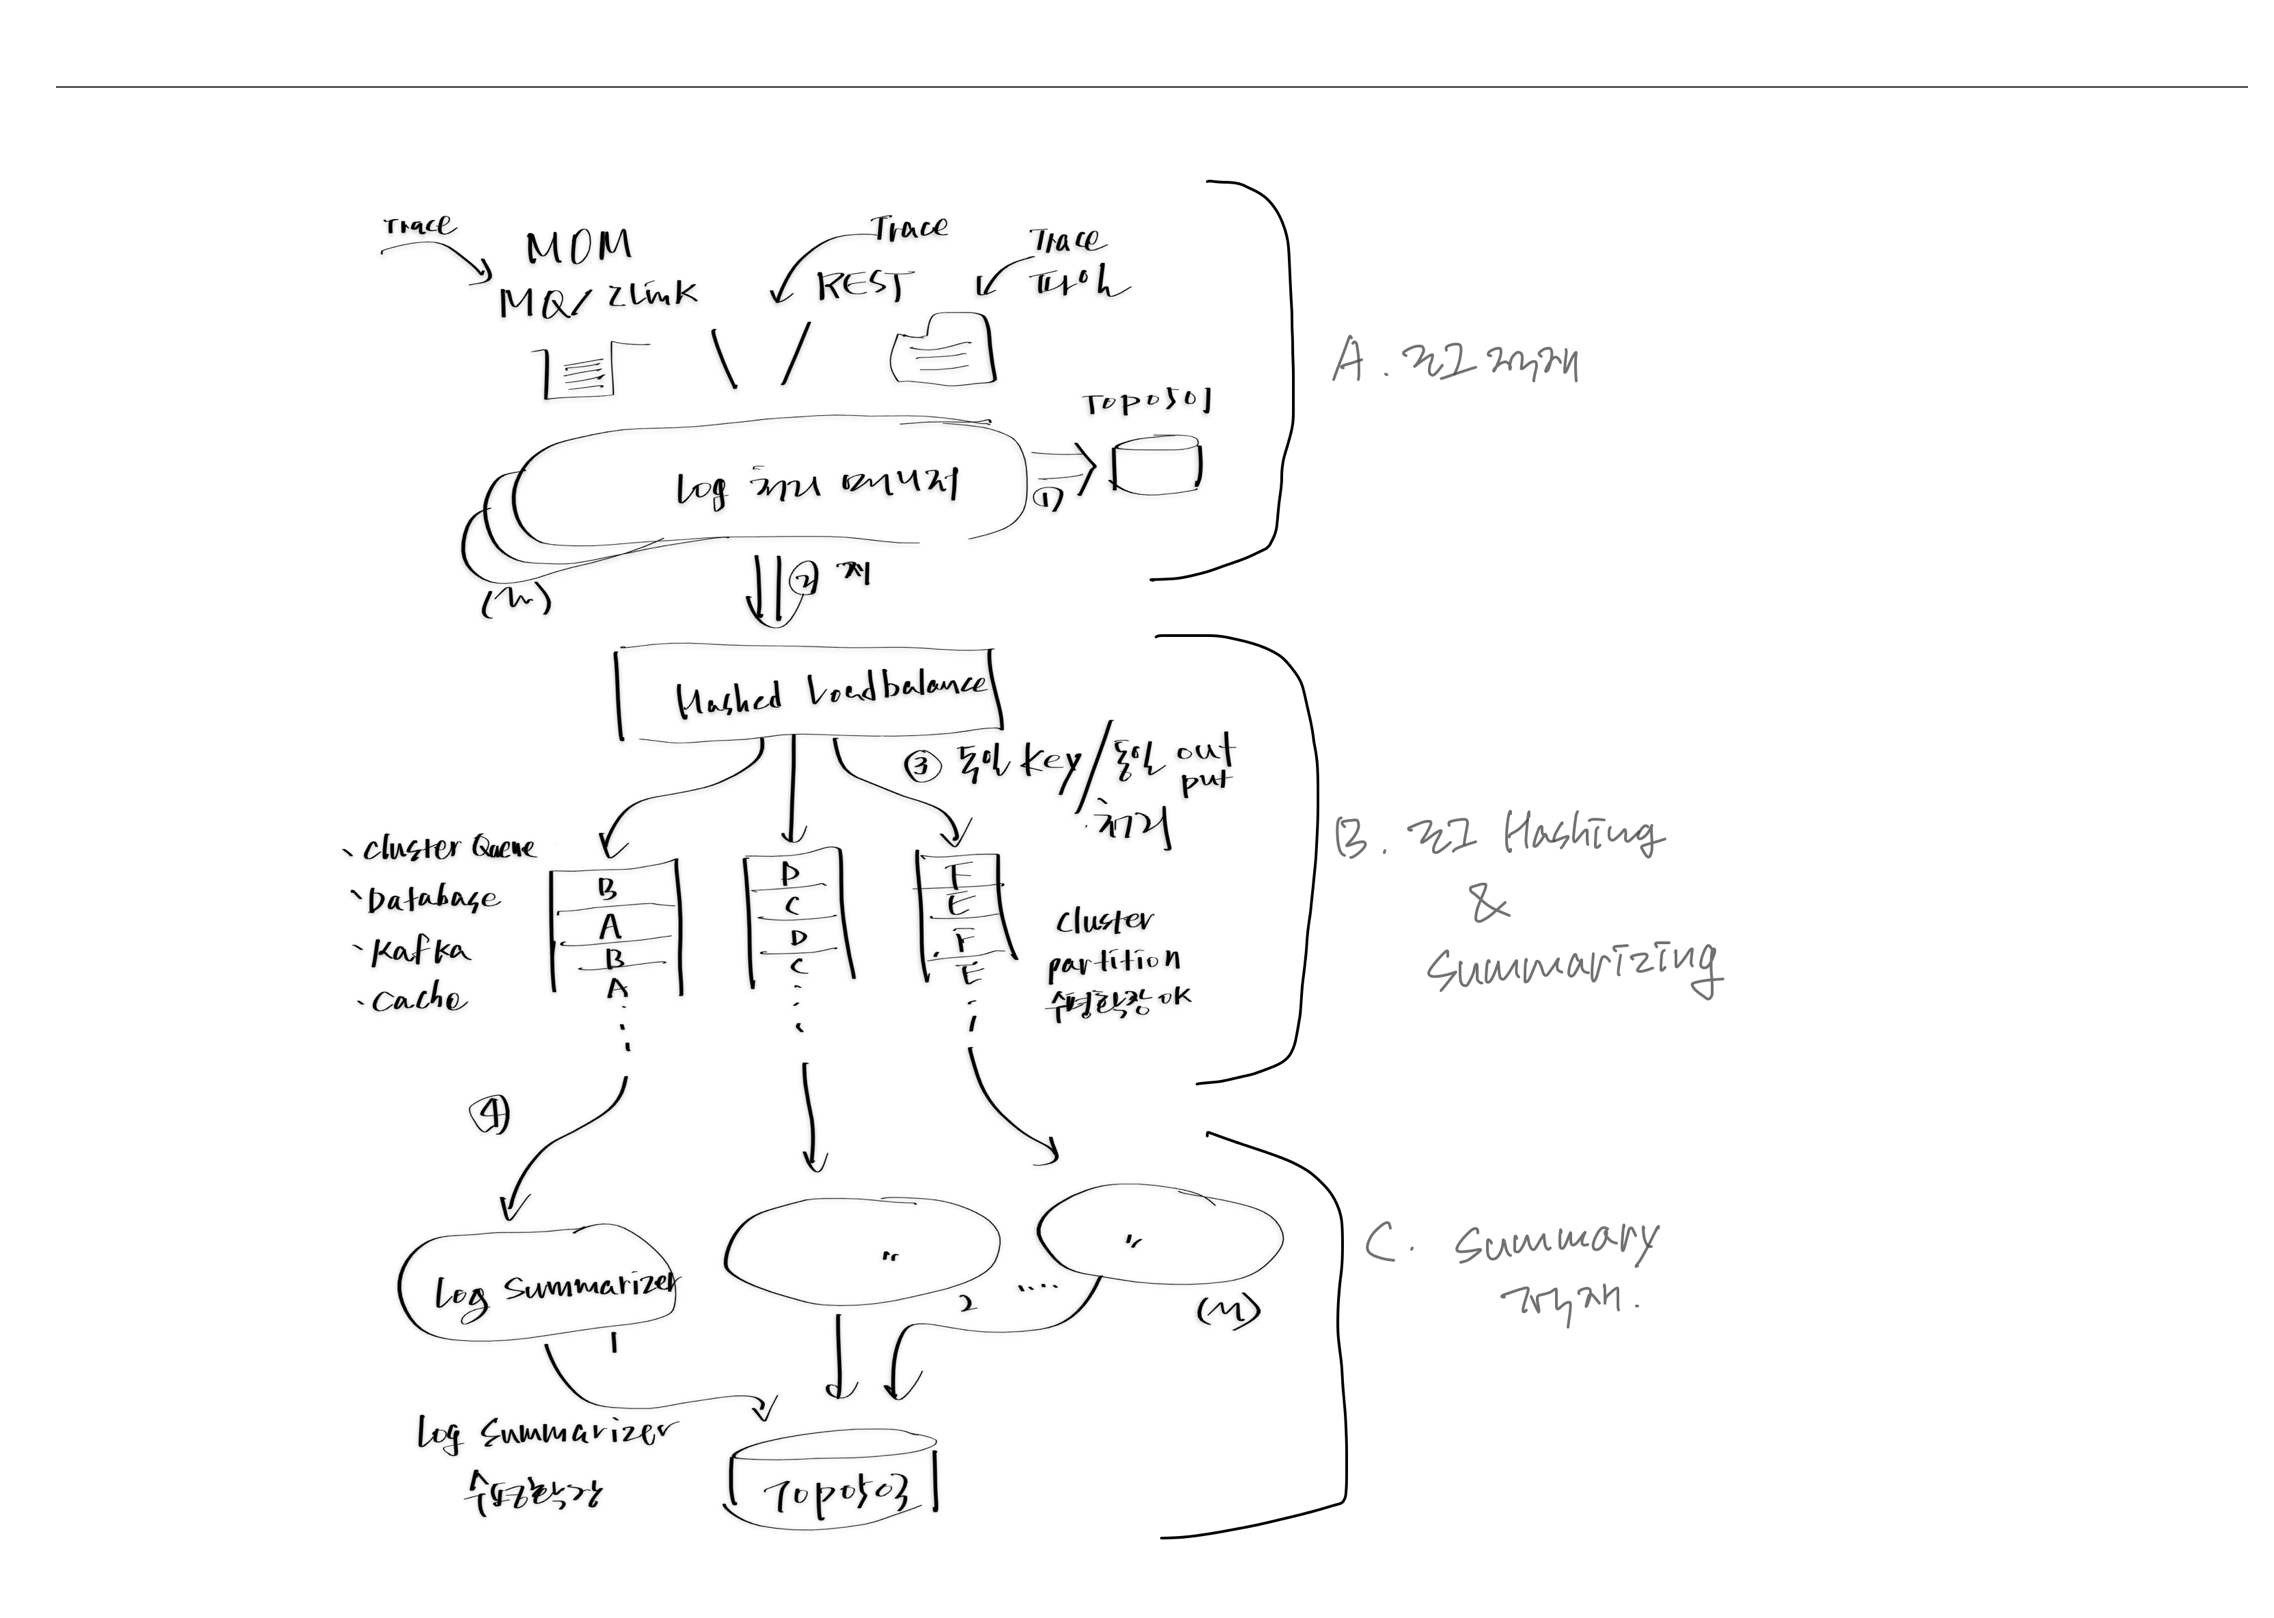 Trace
MOM
MQ/ZLink
Trace
REST
Trace
파일
A. 로그 적재
Log 처리 매니저
①
(n)
②
Hashed Loadbalance
③ 동일 key/동일 output
처리
· Cluster Queue
· Database
· Kafka
· Cache
B
A
B
A
D
C
D
C
F
E
F
E
Cluster
partition
수평확장 OK
B. 로그 Hashing
&
Summarizing
④
Log Summarizer
1
"
2 ....
"
(M)
C. Summary
적재.
Log Summarizer
수평확장